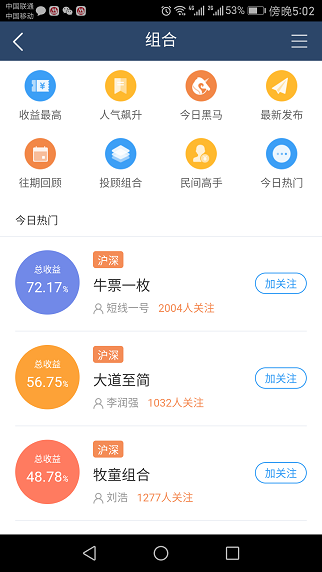 中国联通
中国移动
53% 傍晚5:02
组合
收益最高 人气飙升 今日黑马 最新发布
往期回顾 投顾组合 民间高手 今日热门
今日热门
沪深
总收益
72.17%
牛票一枚
加关注
短线一号 2004人关注
沪深
总收益
56.75%
大道至简
加关注
李润强 1032人关注
沪深
总收益
48.78%
牧童组合
加关注
刘浩 1277人关注